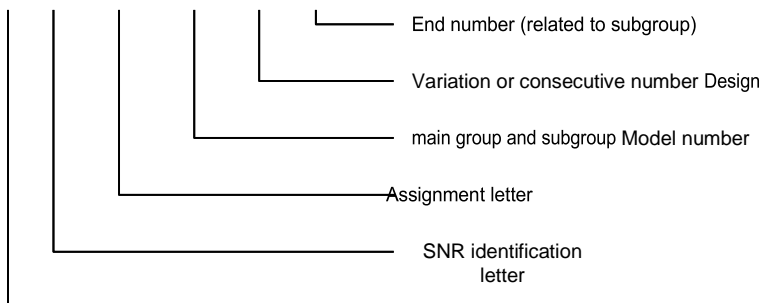 End number (related to subgroup)
Variation or consecutive number Design
main group and subgroup Model number
Assignment letter
SNR identification
letter